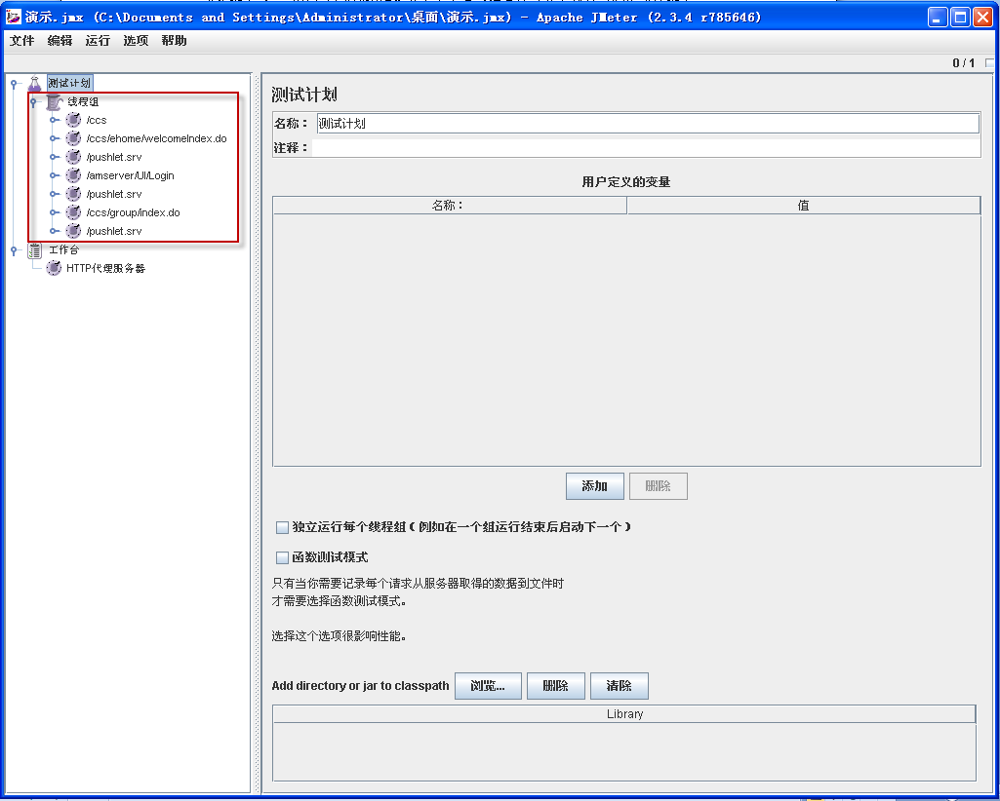 演示.jmx (C:\Documents and Settings\Administrator\桌面\演示.jmx) - Apache JMeter (2.3.4 r785646)
文件 编辑 运行 选项 帮助
0 / 1
测试计划
线程组
/ccs
/ccs/ehome/welcomeIndex.do
/pushlet.srv
/amserver/UI/Login
/pushlet.srv
/ccs/group/index.do
/pushlet.srv
工作台
HTTP代理服务器
测试计划
名称： 测试计划
注释：
用户定义的变量
名称： 值
添加 删除
独立运行每个线程组（例如在一个组运行结束后启动下一个）
函数测试模式
只有当你需要记录每个请求从服务器取得的数据到文件时
才需要选择函数测试模式。
选择这个选项很影响性能。
Add directory or jar to classpath 浏览... 删除 清除
Library